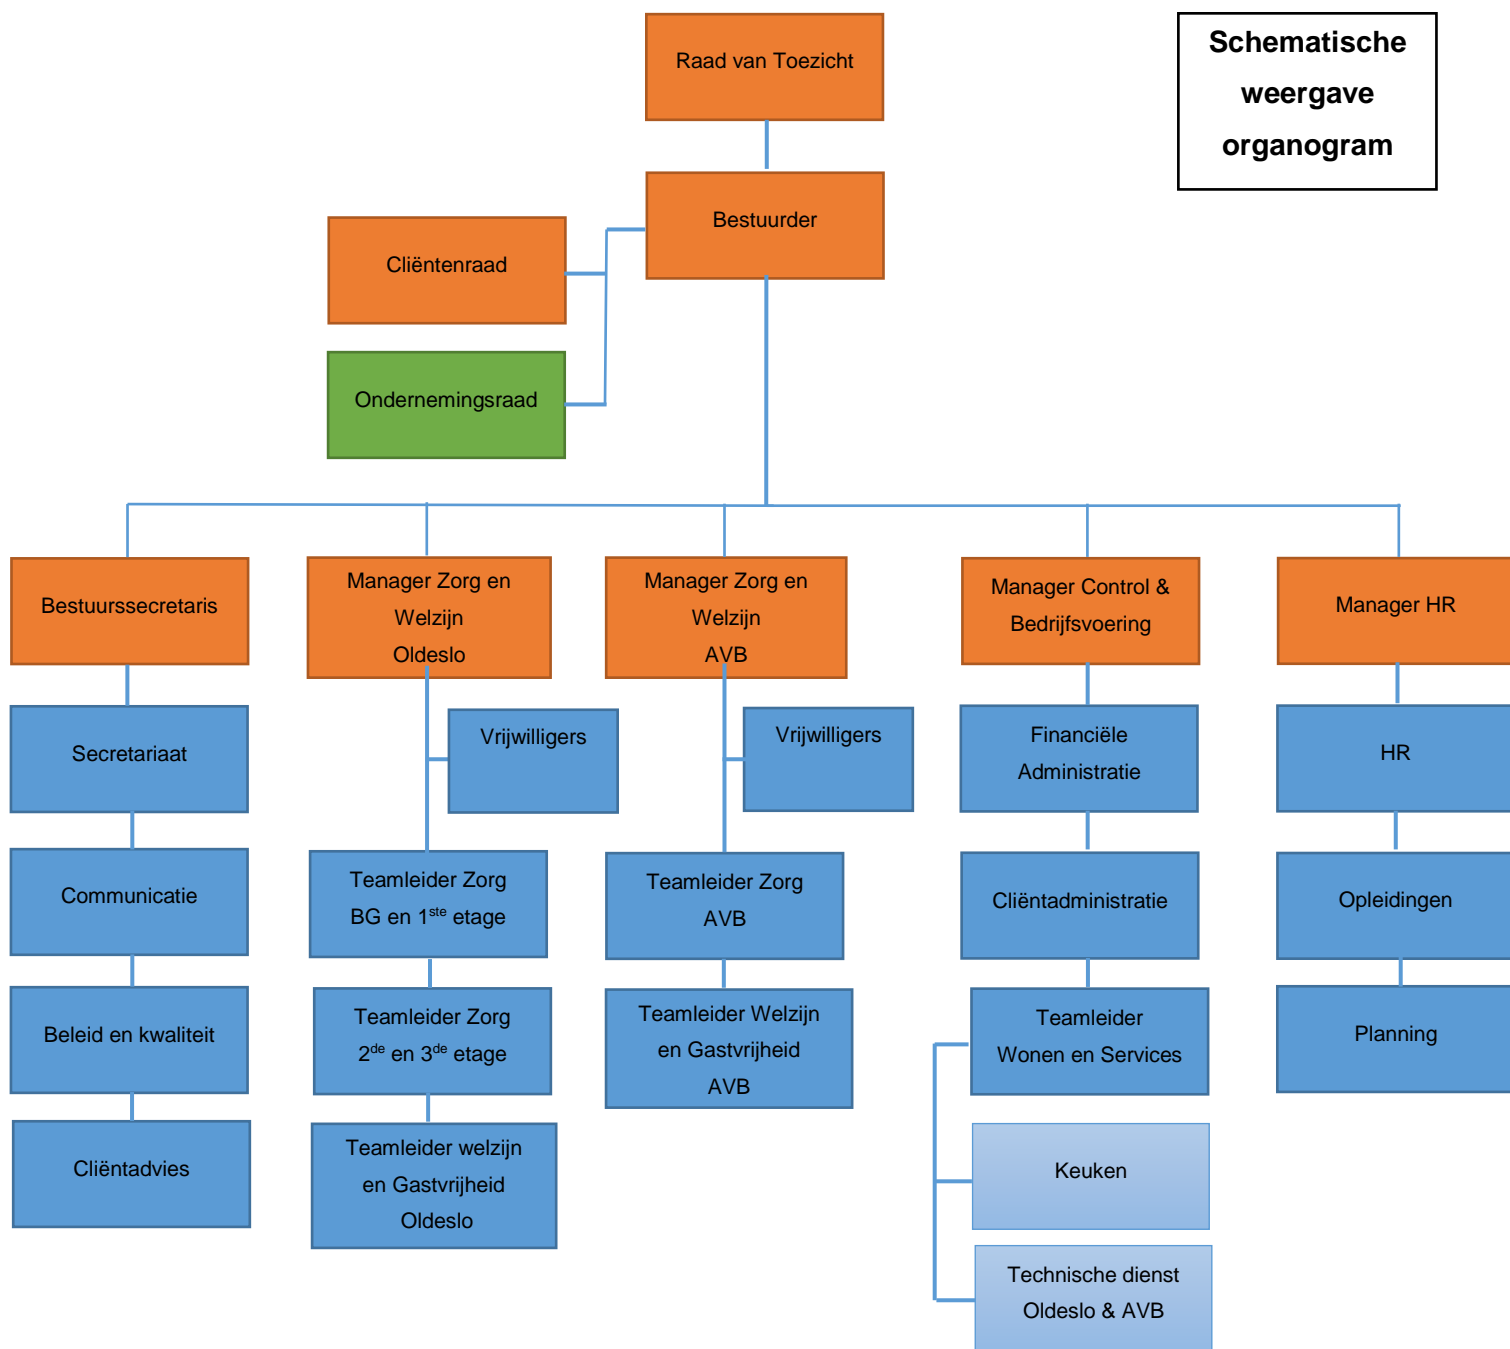 Schematische
weergave
organogram
Raad van Toezicht
Bestuurder
Cliëntenraad
Ondernemingsraad
Bestuurssecretaris
Secretariaat
Communicatie
Beleid en kwaliteit
Cliëntadvies
Manager Zorg en
Welzijn
Oldeslo
Vrijwilligers
Teamleider Zorg
BG en 1ste etage
Teamleider Zorg
2de en 3de etage
Teamleider welzijn
en Gastvrijheid
Oldeslo
Manager Zorg en
Welzijn
AVB
Vrijwilligers
Teamleider Zorg
AVB
Teamleider Welzijn
en Gastvrijheid
AVB
Manager Control &
Bedrijfsvoering
Financiële
Administratie
Cliëntadministratie
Teamleider
Wonen en Services
Keuken
Technische dienst
Oldeslo & AVB
Manager HR
HR
Opleidingen
Planning